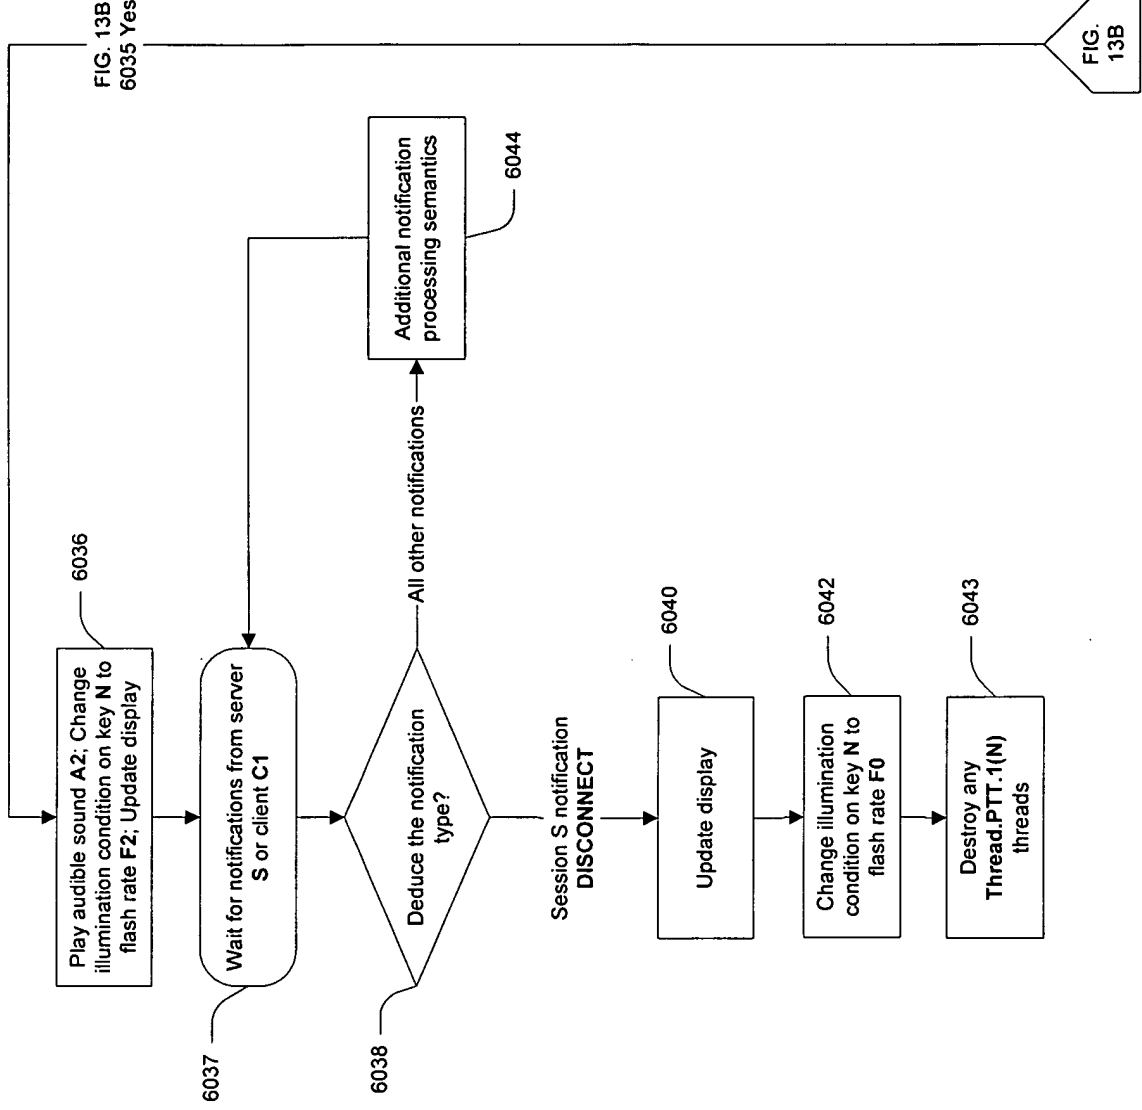 FIG. 13B
6035 Yes
Play audible sound A2; Change
illumination condition on key N to
flash rate F2; Update display
6036
Wait for notifications from server
S or client C1
6037
Deduce the notification
type?
6038
All other notifications
Additional notification
processing semantics
6044
Session S notification
DISCONNECT
Update display
6040
Change illumination
condition on key N to
flash rate F0
6042
Destroy any
Thread.PTT.1(N)
threads
6043
FIG.
13B